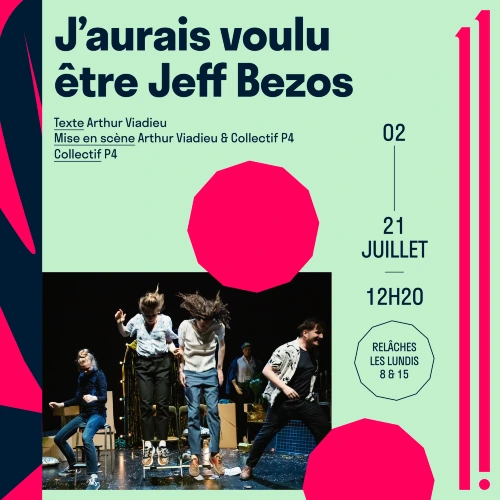 J’aurais voulu
être Jeff Bezos
Texte Arthur Viadieu
Mise en scène Arthur Viadieu & Collectif P4
Collectif P4
02
21
JUILLET
12H20
RELÂCHES
LES LUNDIS
8 & 15
11